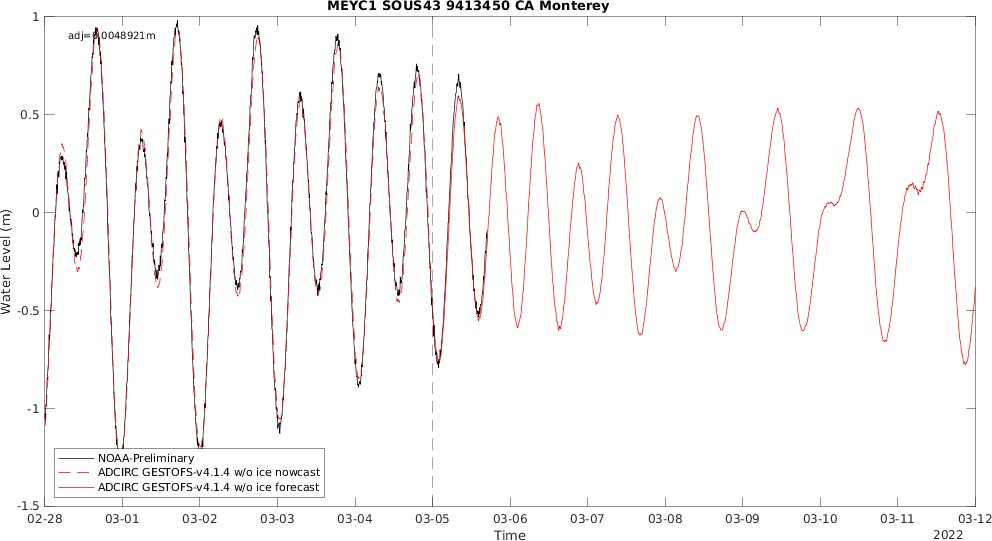 MEYC1 SOUS43 9413450 CA Monterey
adj=0.0048921m
Water Level (m)
1
0.5
0
-0.5
-1
-1.5
NOAA-Preliminary
ADCIRC GESTOFS-v4.1.4 w/o ice nowcast
ADCIRC GESTOFS-v4.1.4 w/o ice forecast
02-28 03-01 03-02 03-03 03-04 03-05 03-06 03-07 03-08 03-09 03-10 03-11 03-12
Time
2022